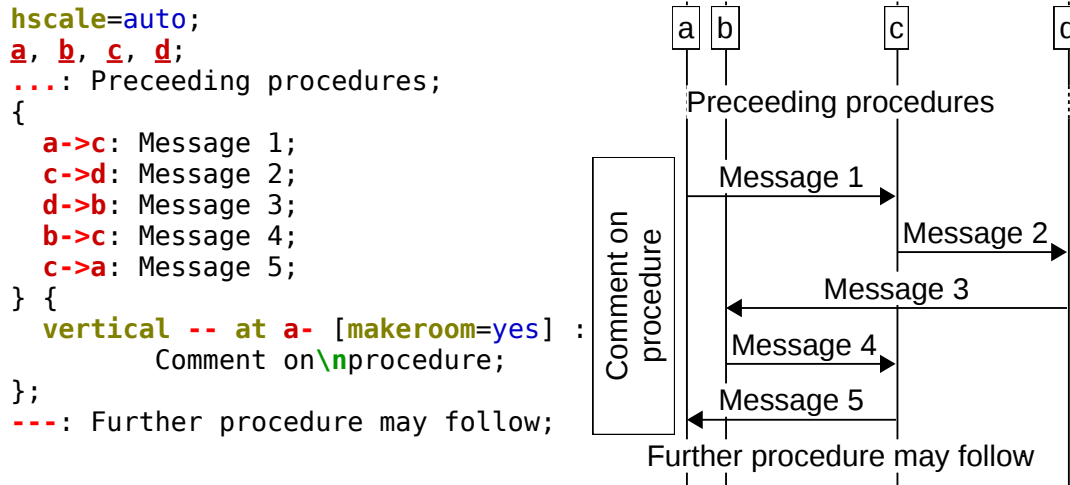 hscale=auto;
a, b, c, d;
...: Preceeding procedures;
{
a->c: Message 1;
c->d: Message 2;
d->b: Message 3;
b->c: Message 4;
c->a: Message 5;
} {
vertical -- at a- [makeroom=yes] :
Comment on\nprocedure;
};
---: Further procedure may follow;
a b c d
Preceeding procedures
Message 1
Message 2
Message 3
Message 4
Message 5
Comment on
procedure
Further procedure may follow